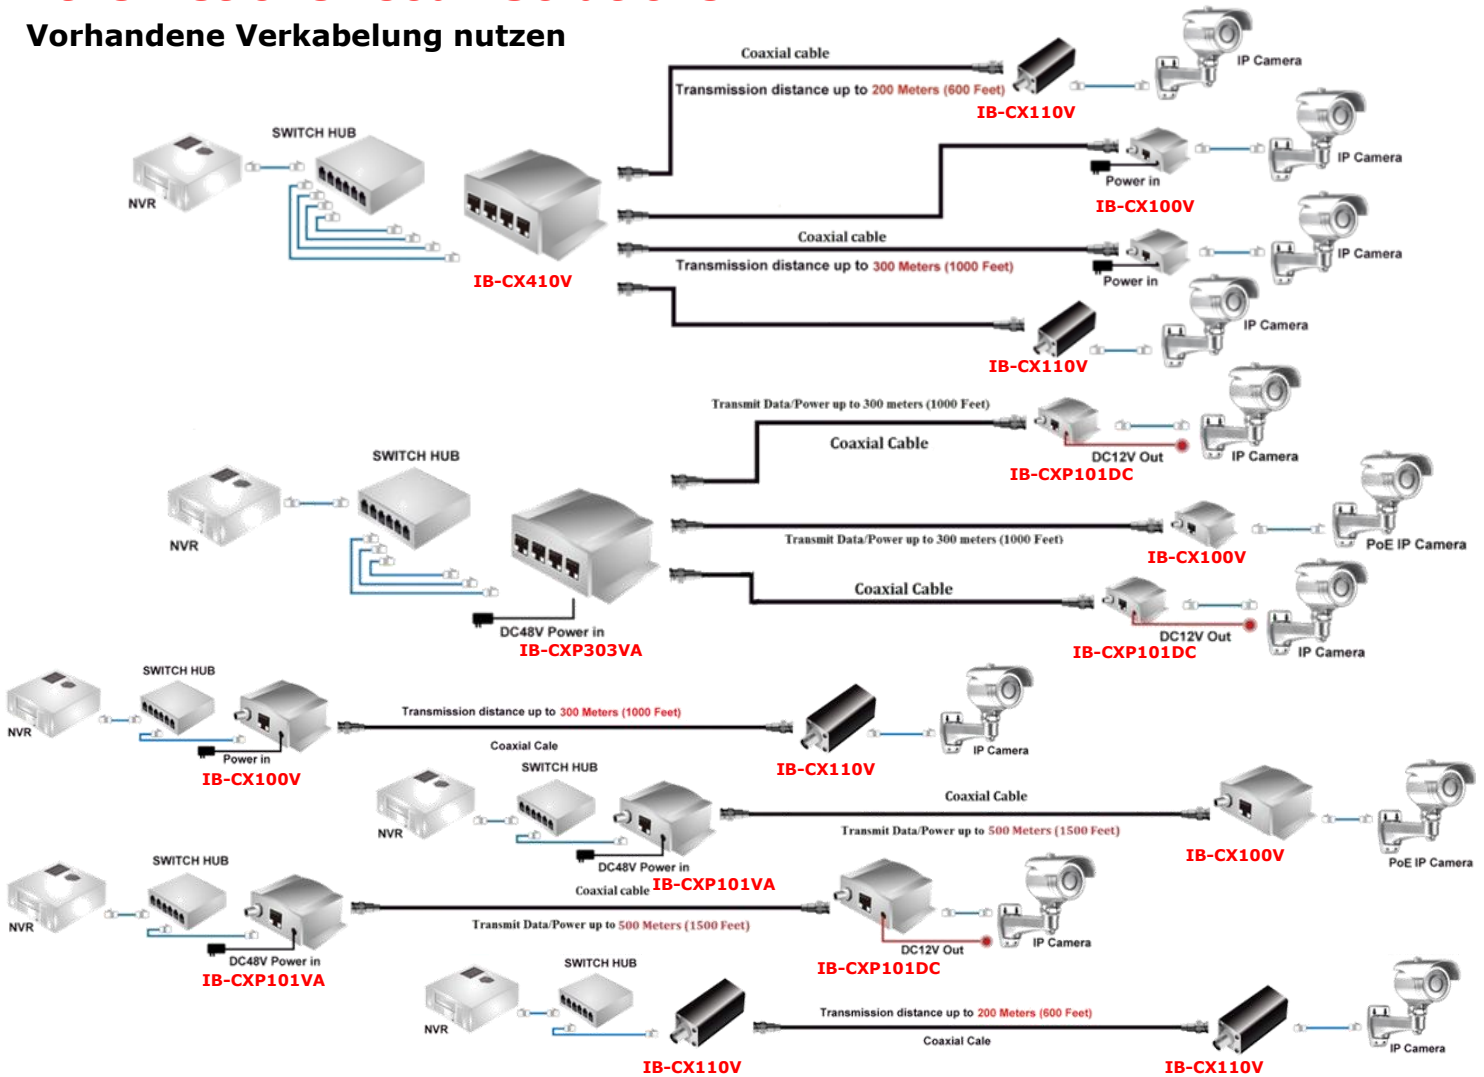 Vorhandene Verkabelung nutzen
Coaxial cable
Transmission distance up to 200 Meters (600 Feet)
IB-CX110V
IP Camera
SWITCH HUB
NVR
IB-CX410V
Power in
IB-CX100V
IP Camera
Coaxial cable
Transmission distance up to 300 Meters (1000 Feet)
Power in
IP Camera
IB-CX110V
IP Camera
Transmit Data/Power up to 300 meters (1000 Feet)
Coaxial Cable
DC12V Out
IB-CXP101DC
IP Camera
SWITCH HUB
NVR
Transmit Data/Power up to 300 meters (1000 Feet)
IB-CX100V
PoE IP Camera
DC48V Power in
IB-CXP303VA
Coaxial Cable
DC12V Out
IB-CXP101DC
IP Camera
SWITCH HUB
NVR
Power in
IB-CX100V
Transmission distance up to 300 Meters (1000 Feet)
Coaxial Cale
IB-CX110V
IP Camera
SWITCH HUB
NVR
DC48V Power in
IB-CXP101VA
Coaxial Cable
Transmit Data/Power up to 500 Meters (1500 Feet)
IB-CX100V
PoE IP Camera
SWITCH HUB
NVR
DC48V Power in
IB-CXP101VA
Coaxial cable
Transmit Data/Power up to 500 Meters (1500 Feet)
DC12V Out
IB-CXP101DC
IP Camera
SWITCH HUB
NVR
IB-CX110V
Transmission distance up to 200 Meters (600 Feet)
Coaxial Cale
IB-CX110V
IP Camera